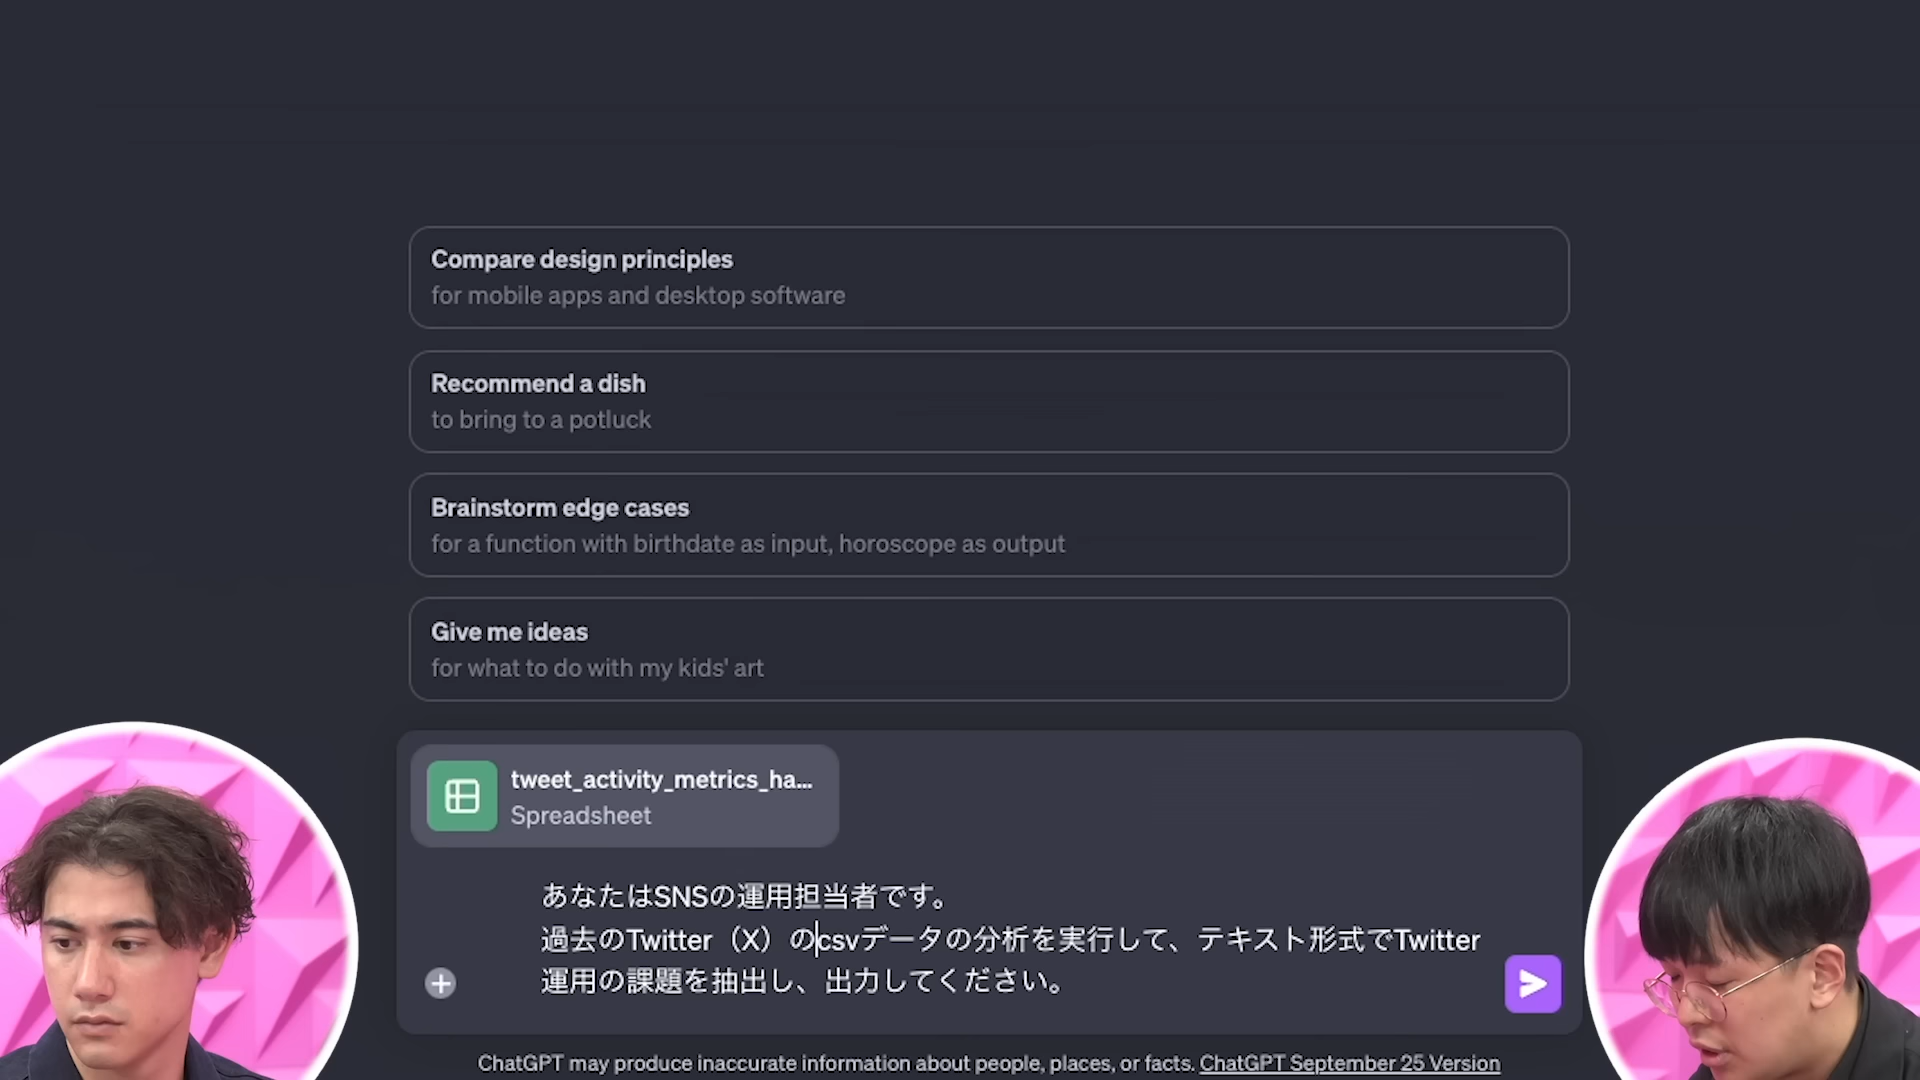 Compare design principles
for mobile apps and desktop software
Recommend a dish
to bring to a potluck
Brainstorm edge cases
for a function with birthdate as input, horoscope as output
Give me ideas
for what to do with my kids' art
tweet_activity_metrics_ha...
Spreadsheet
あなたはSNSの運用担当者です。
過去のTwitter（X）のcsvデータの分析を実行して、テキスト形式でTwitter
運用の課題を抽出し、出力してください。
ChatGPT may produce inaccurate information about people, places, or facts. ChatGPT September 25 Version